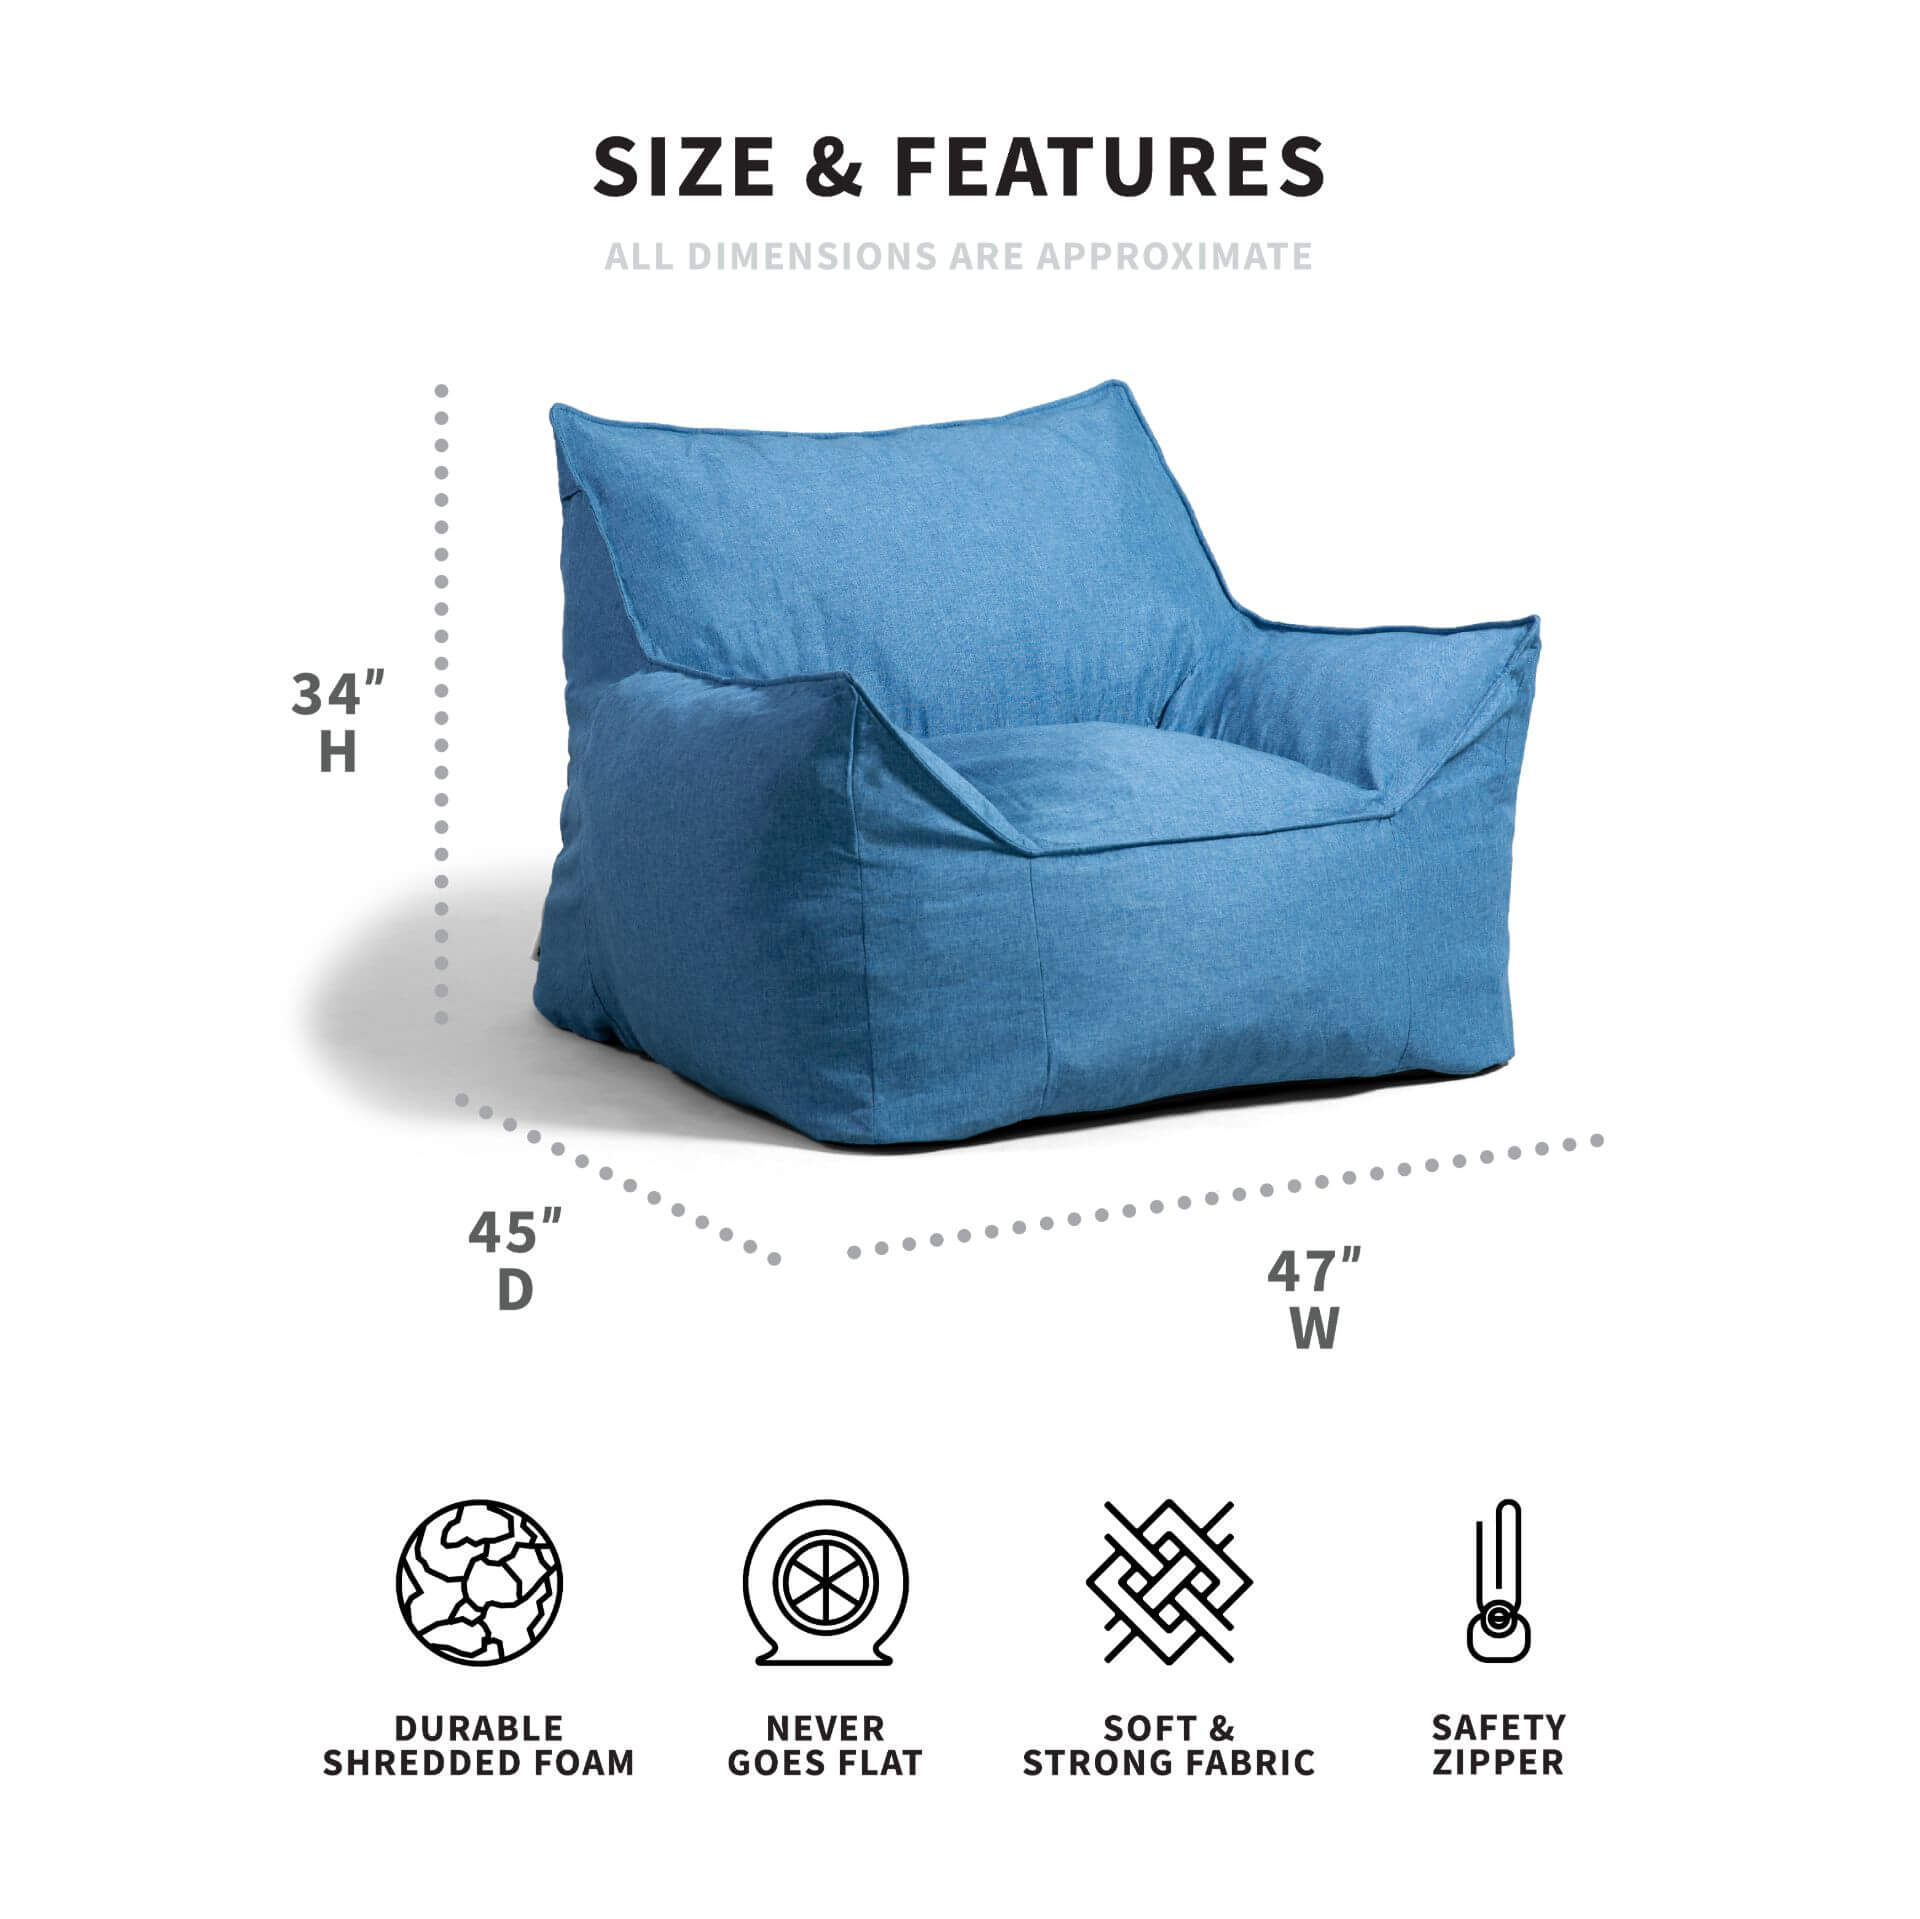 SIZE & FEATURES
ALL DIMENSIONS ARE APPROXIMATE
34"
H
45"
D
47"
W
DURABLE
SHREDDED FOAM
NEVER
GOES FLAT
SOFT &
STRONG FABRIC
SAFETY
ZIPPER